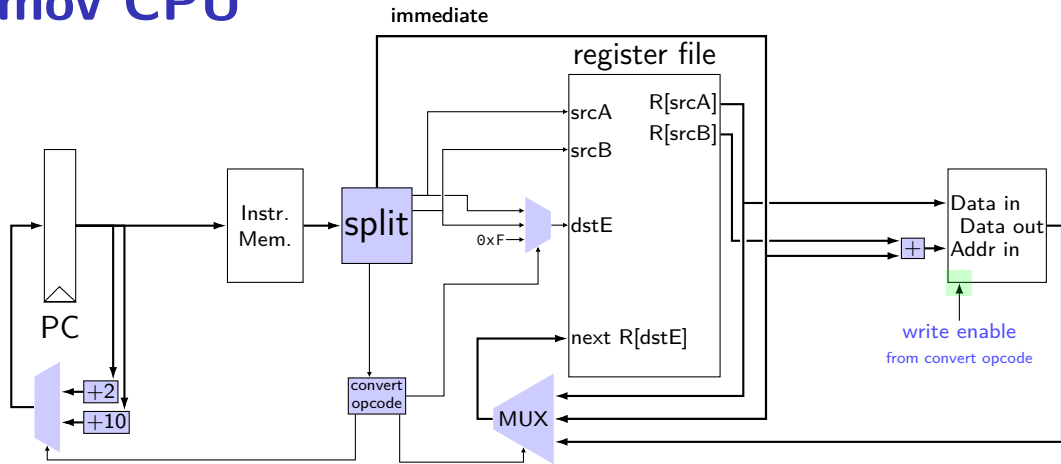 mov CPU
immediate
register file
srcA
R[srcA]
R[srcB]
srcB
Instr.
Mem.
split
0xF
dstE
Data in
Data out
Addr in
+
PC
next R[dstE]
write enable
from convert opcode
convert
opcode
+2
+10
MUX